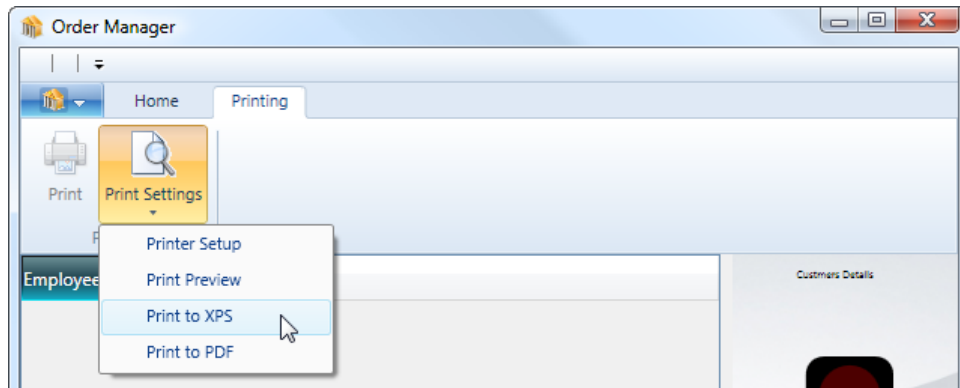 Order Manager
Home Printing
Print Print Settings
Printer Setup
Employee Print Preview Custmers Details
Print to XPS
Print to PDF